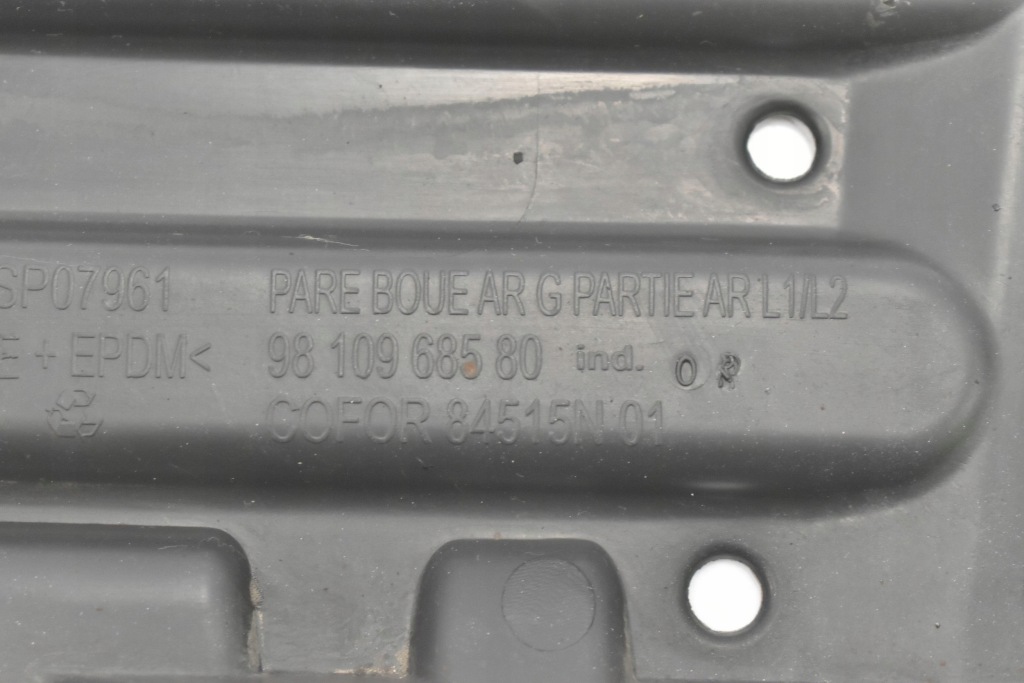 SP07961 PARE BOUE AR G PARTIE AR L1/L2
E + EPDM< 98 109 685 80 ind. 0
COFOR 84515N 01